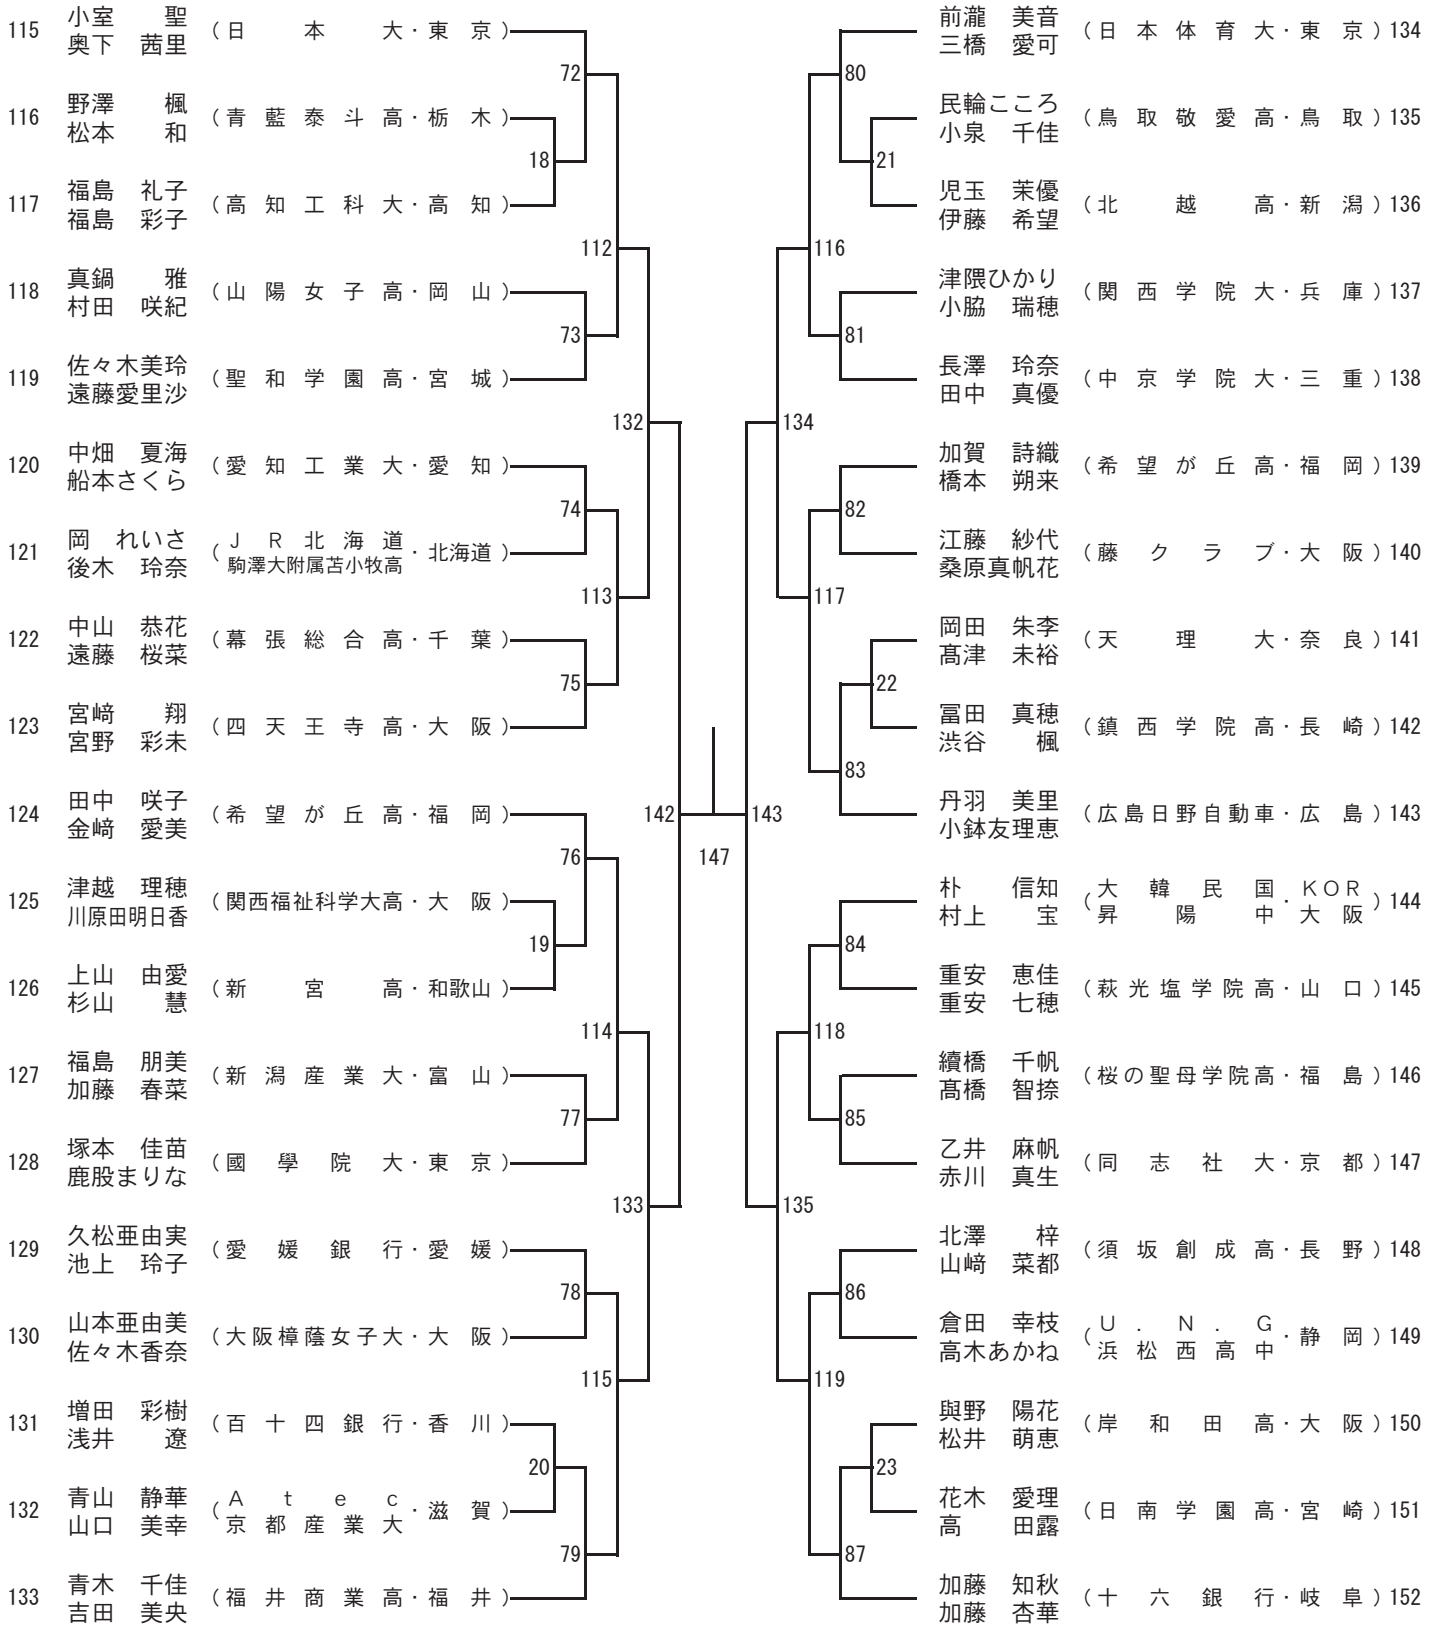 115 小室 聖 (日本大・東京)
奥下 茜里
72
116 野澤 楓 (青藍泰斗高・栃木)
松本 和
18
117 福島 礼子 (高知工科大・高知)
福島 彩子
112
118 真鍋 雅 (山陽女子高・岡山)
村田 咲紀
73
119 佐々木美玲 (聖和学園高・宮城)
遠藤愛里沙
132
120 中畑 夏海 (愛知工業大・愛知)
船本さくら
74
121 岡 れいさ (JR北海道・北海道)
後木 玲奈 駒澤大附属苫小牧高
113
122 中山 恭花 (幕張総合高・千葉)
遠藤 桜菜
75
123 宮﨑 翔 (四天王寺高・大阪)
宮野 彩未
142
124 田中 咲子 (希望が丘高・福岡)
金﨑 愛美
76
125 津越 理穂 (関西福祉科学大高・大阪)
川原田明日香
19
126 上山 由愛 (新宮高・和歌山)
杉山 慧
114
127 福島 朋美 (新潟産業大・富山)
加藤 春菜
77
128 塚本 佳苗 (國學院大・東京)
鹿股まりな
133
129 久松亜由実 (愛媛銀行・愛媛)
池上 玲子
78
130 山本亜由美 (大阪樟蔭女子大・大阪)
佐々木香奈
115
131 増田 彩樹 (百十四銀行・香川)
浅井 遼
20
132 青山 静華 (Atec・滋賀)
山口 美幸 京都産業大
79
133 青木 千佳 (福井商業高・福井)
吉田 美央
147
前瀧 美音 (日本体育大・東京) 134
三橋 愛可
80
民輪こころ (鳥取敬愛高・鳥取) 135
小泉 千佳
21
児玉 茉優 (北越高・新潟) 136
伊藤 希望
116
津隈ひかり (関西学院大・兵庫) 137
小脇 瑞穂
81
長澤 玲奈 (中京学院大・三重) 138
田中 真優
134
加賀 詩織 (希望が丘高・福岡) 139
橋本 朔来
82
江藤 紗代 (藤クラブ・大阪) 140
桑原真帆花
117
岡田 朱李 (天理大・奈良) 141
髙津 未裕
22
冨田 真穂 (鎮西学院高・長崎) 142
渋谷 楓
83
丹羽 美里 (広島日野自動車・広島) 143
小鉢友理恵
143
朴 信知 (大韓民国・KOR) 144
村上 宝 昇陽中 大阪
84
重安 恵佳 (萩光塩学院高・山口) 145
重安 七穂
118
續橋 千帆 (桜の聖母学院高・福島) 146
髙橋 智捺
85
乙井 麻帆 (同志社大・京都) 147
赤川 真生
135
北澤 梓 (須坂創成高・長野) 148
山﨑 菜都
86
倉田 幸枝 (U.N.G・静岡) 149
高木あかね 浜松西高中
119
與野 陽花 (岸和田高・大阪) 150
松井 萌恵
23
花木 愛理 (日南学園高・宮崎) 151
高 田露
87
加藤 知秋 (十六銀行・岐阜) 152
加藤 杏華